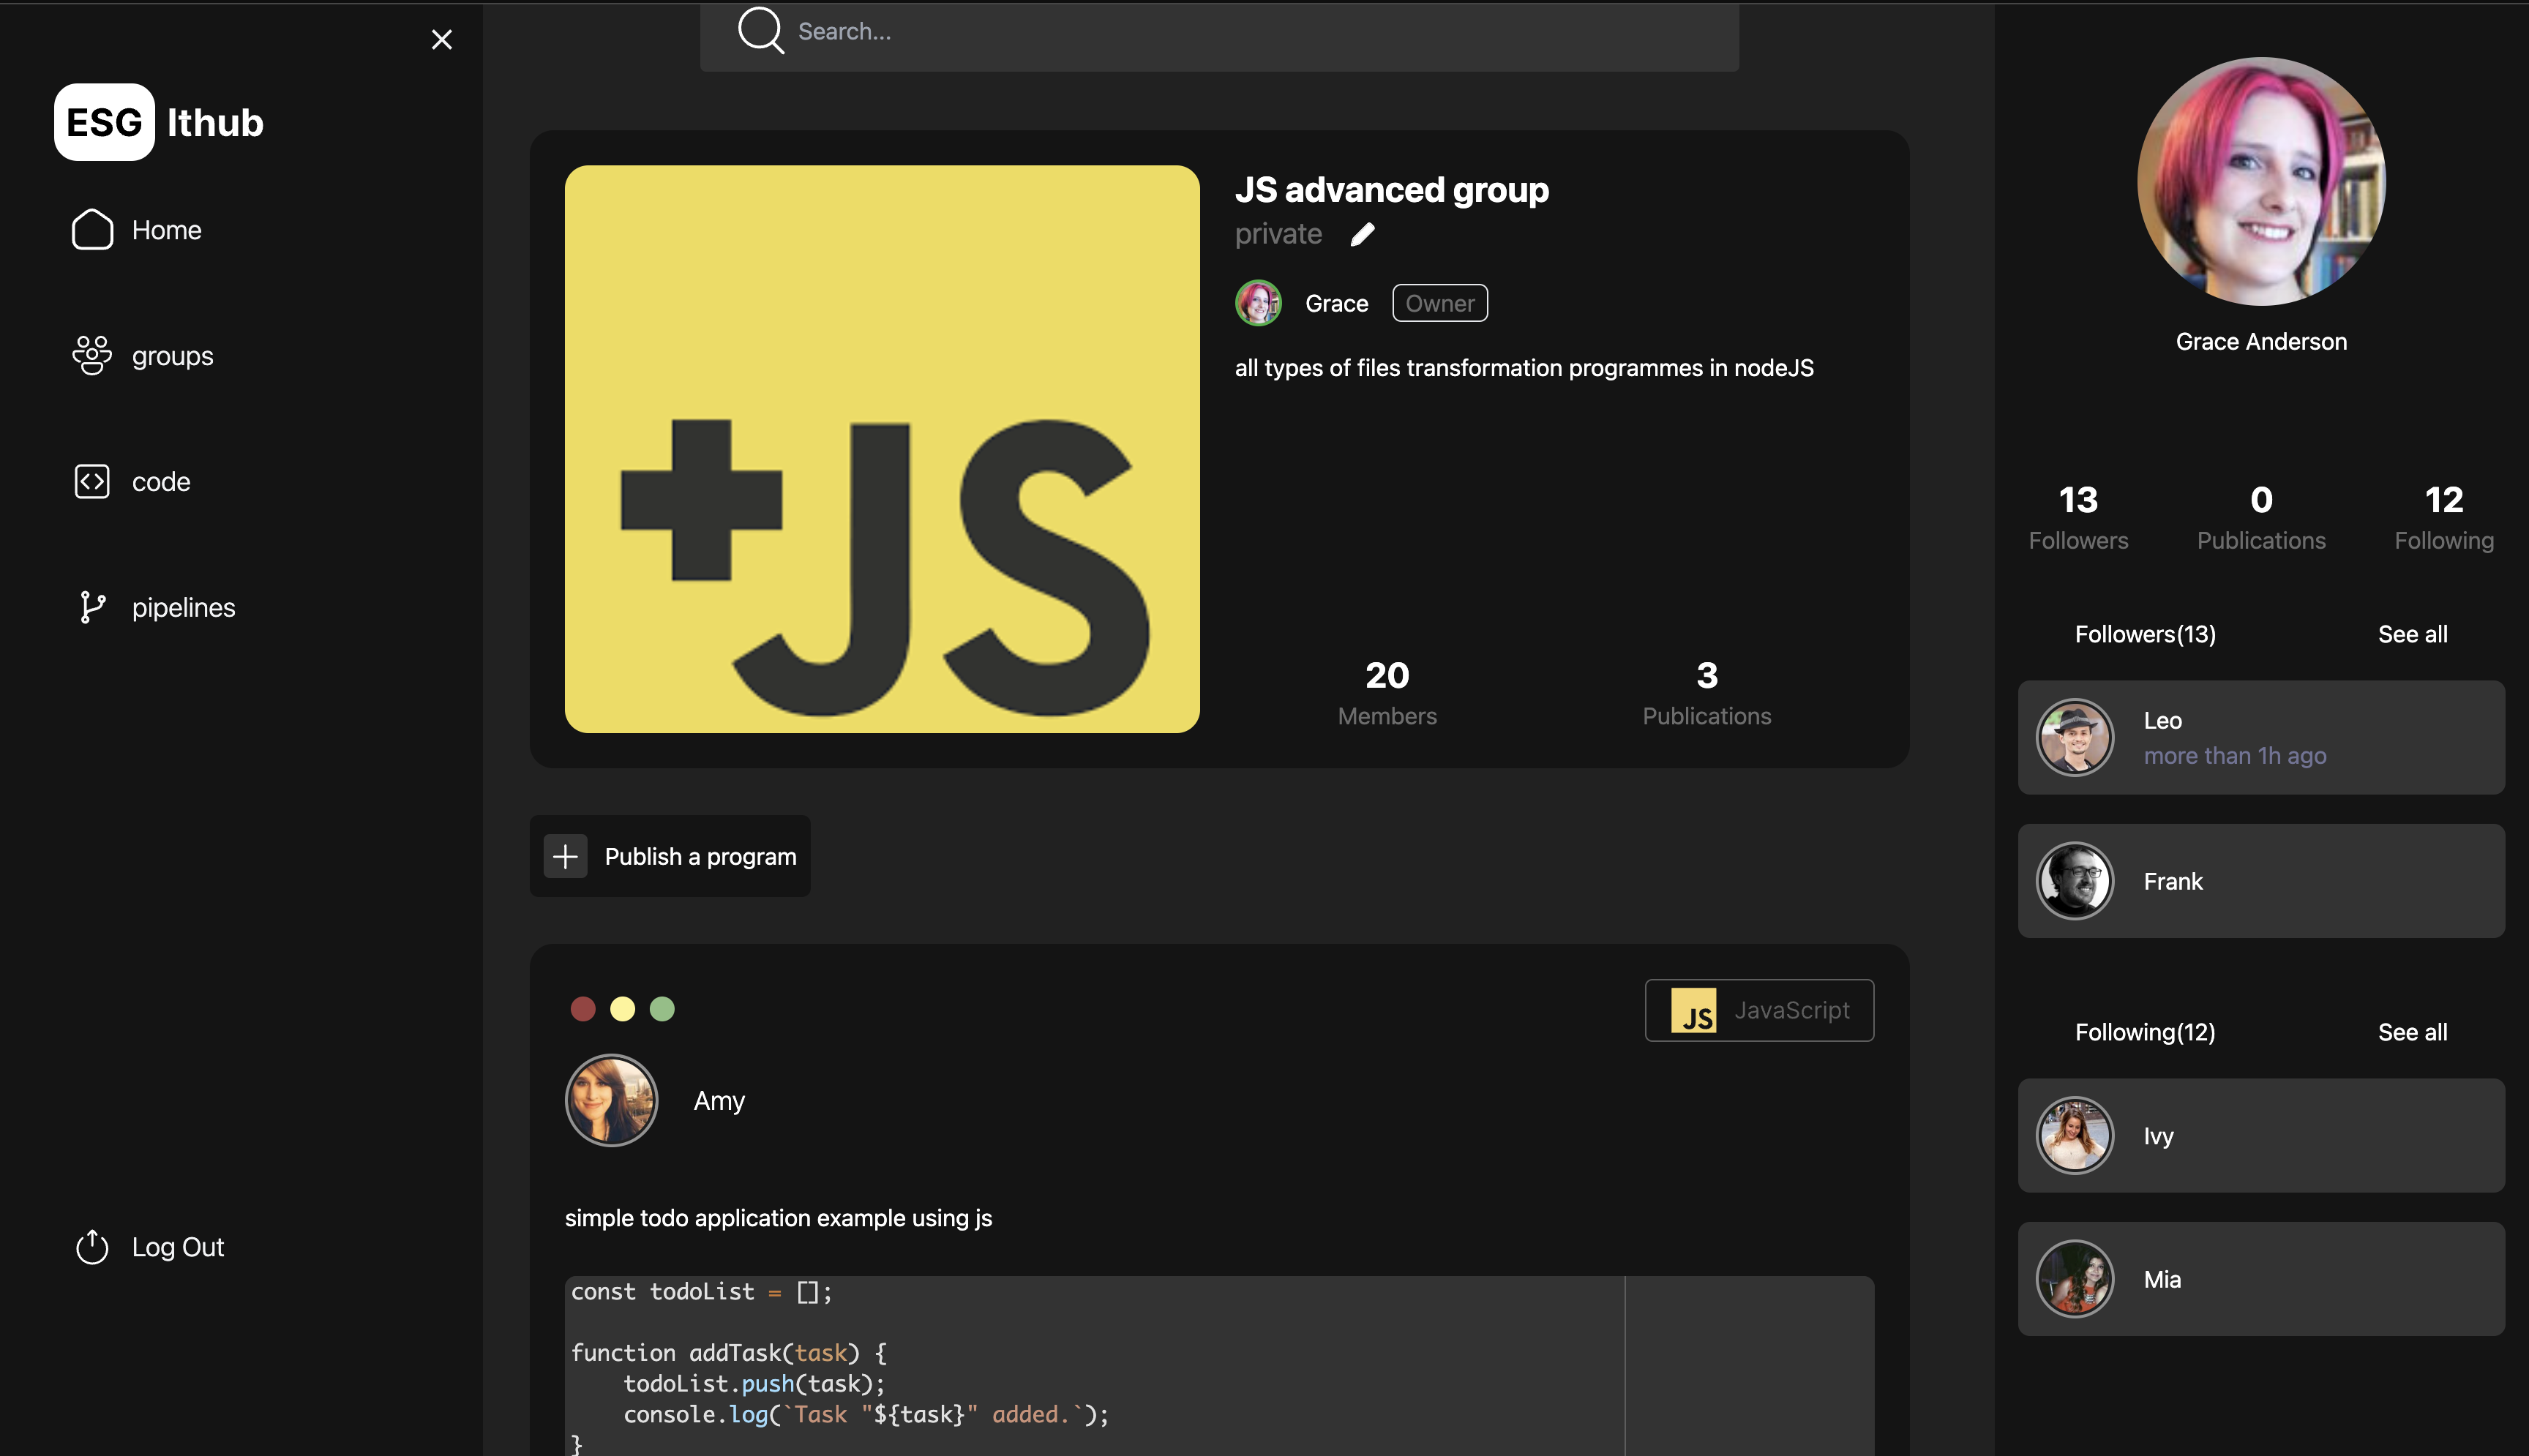 ESG Ithub
Home
groups
code
pipelines
Log Out
Search...
+JS
JS advanced group
private
Grace Owner
all types of files transformation programmes in nodeJS
20 3
Members Publications
Publish a program
JS JavaScript
Amy
simple todo application example using js
const todoList = [];
function addTask(task) {
    todoList.push(task);
    console.log(`Task "${task}" added.`);
}
Grace Anderson
13 0 12
Followers Publications Following
Followers(13) See all
Leo
more than 1h ago
Frank
Following(12) See all
Ivy
Mia